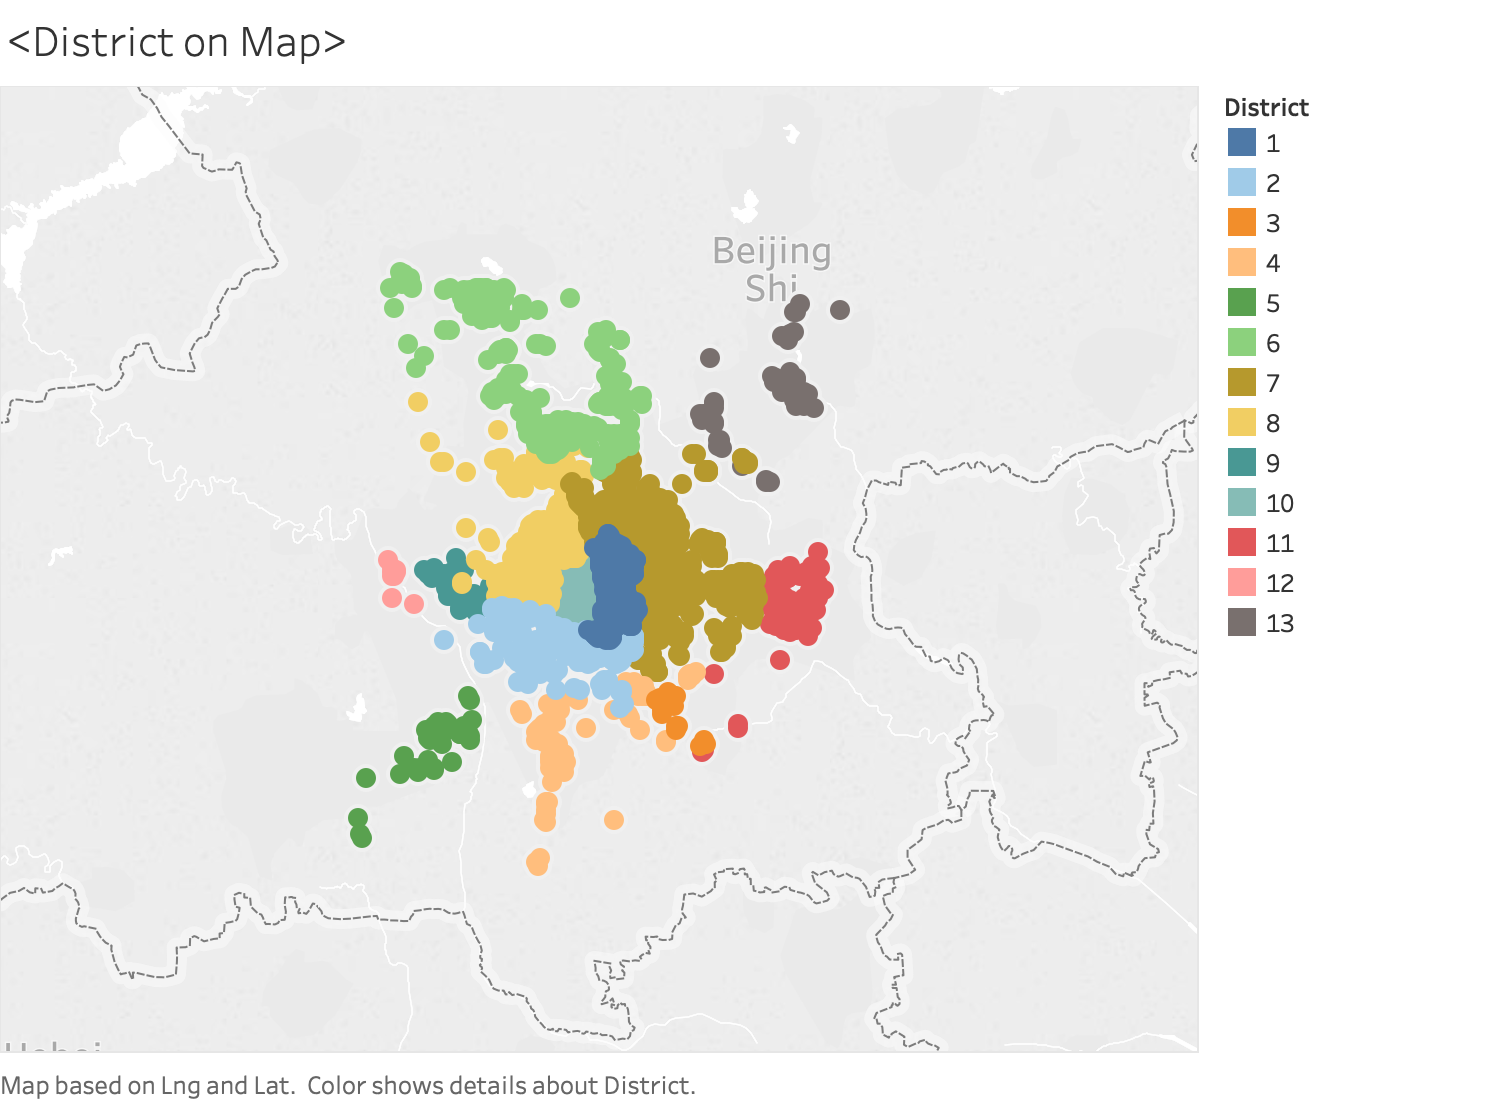 <District on Map>
Beijing
Shi
District
1
2
3
4
5
6
7
8
9
10
11
12
13
Map based on Lng and Lat.  Color shows details about District.